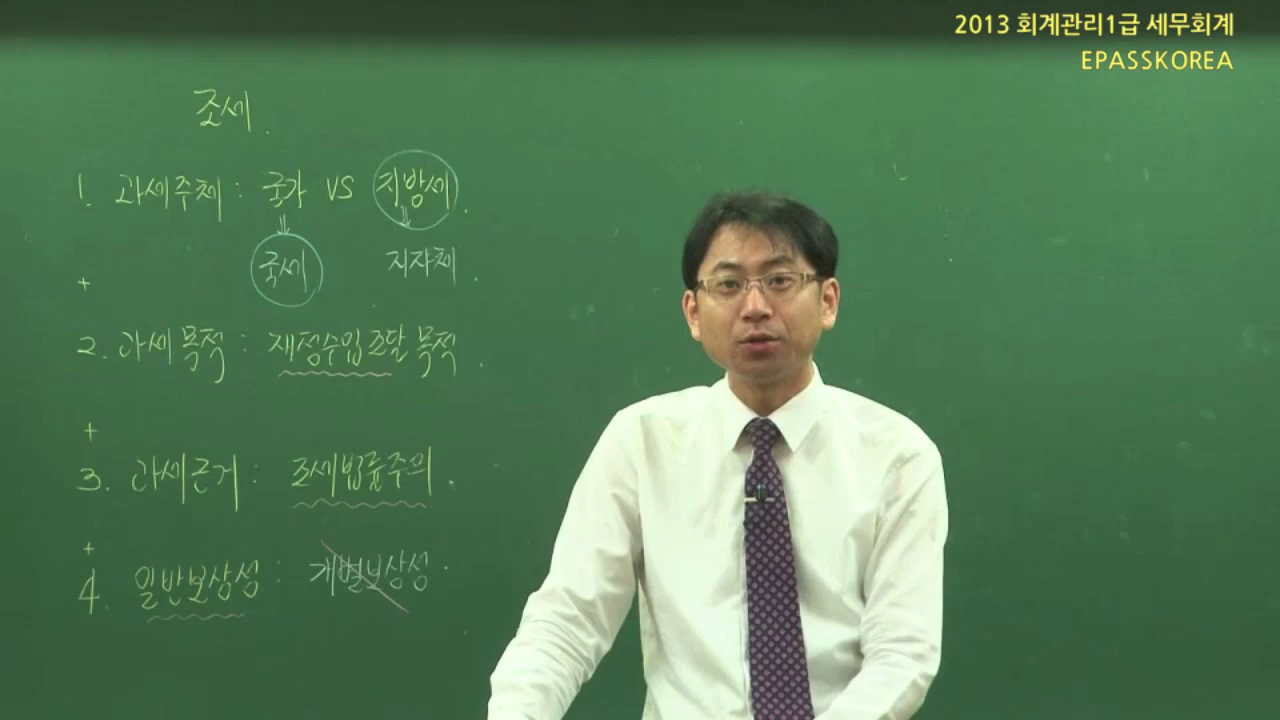 2013 회계관리1급 세무회계
EPASSKOREA
조세.
1. 과세주체 : 국가 VS 지방세.
국세 지자체.
+
2. 과세목적 : 재정수입조달목적.
+
3. 과세근거 : 조세법률주의.
+
4. 일반보상성 : 개별보상성.